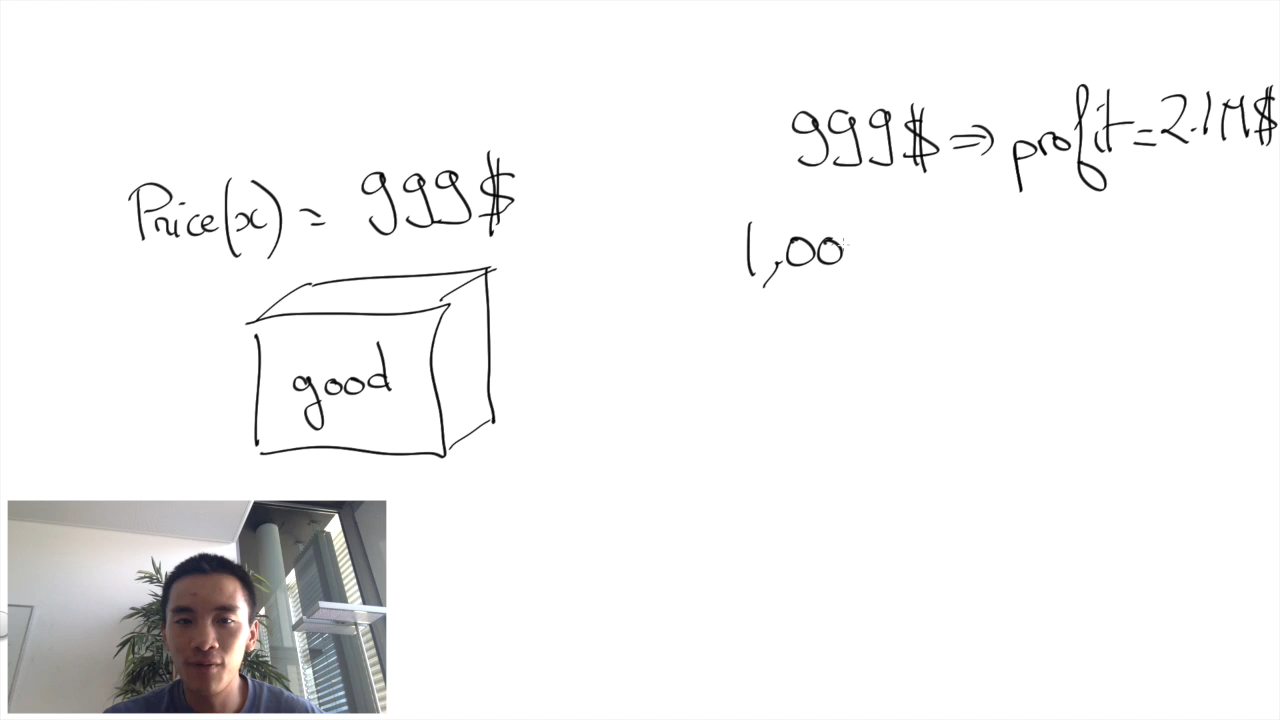 999$ => profit = 2.1M$
Price(x) = 999$
1,00
good